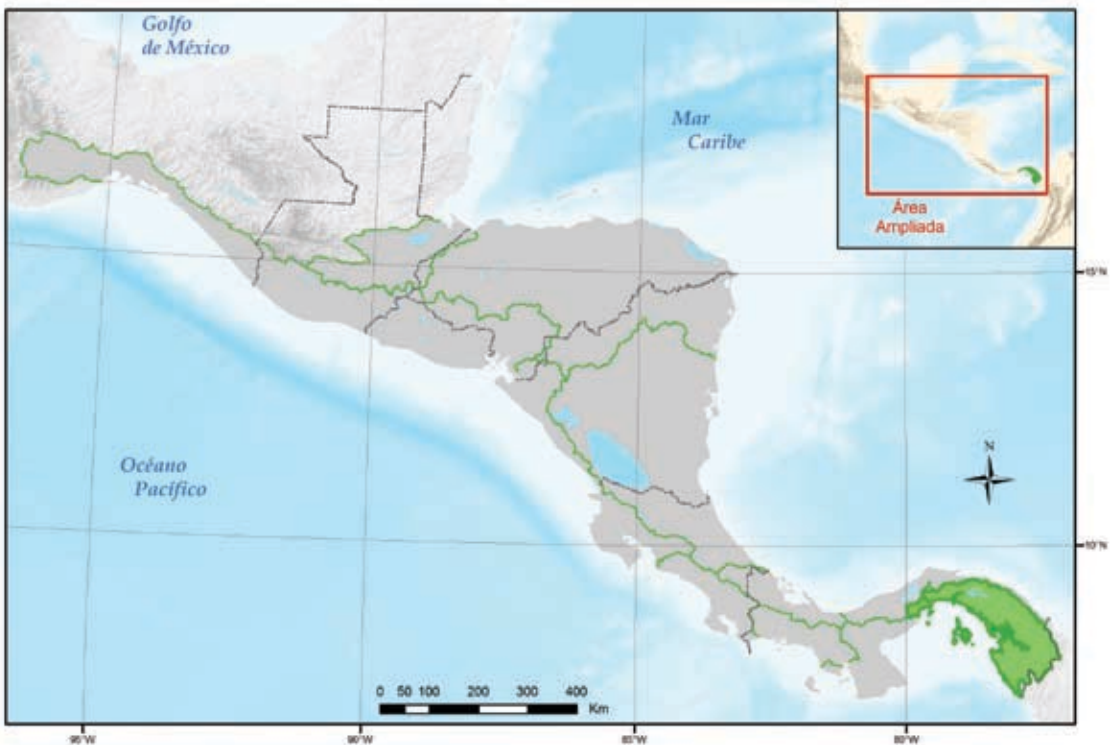 Golfo
de México
Mar
Caribe
Área
Ampliada
15°N
Océano
Pacífico
N
10°N
0 50 100 200 300 400
Km
95°W 90°W 85°W 80°W